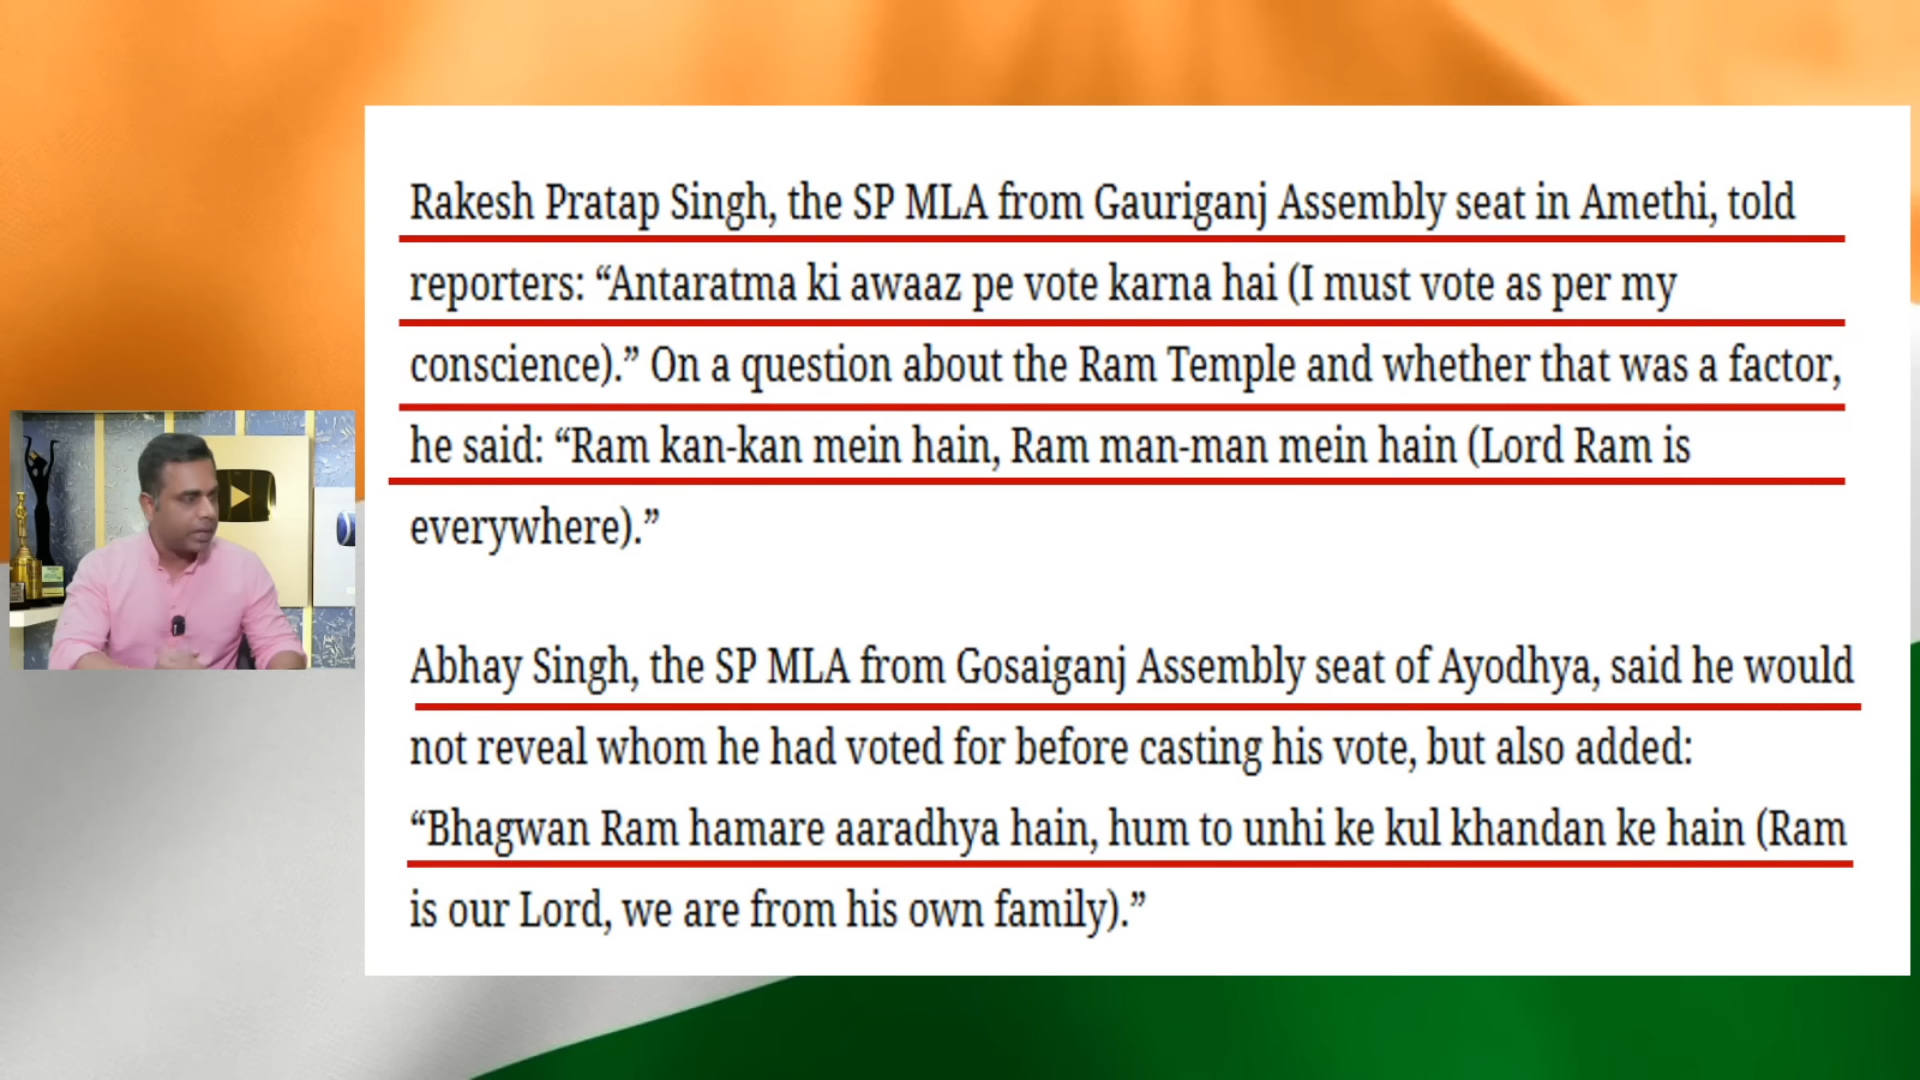 Rakesh Pratap Singh, the SP MLA from Gauriganj Assembly seat in Amethi, told
reporters: “Antaratma ki awaaz pe vote karna hai (I must vote as per my
conscience).” On a question about the Ram Temple and whether that was a factor,
he said: “Ram kan-kan mein hain, Ram man-man mein hain (Lord Ram is
everywhere).”
Abhay Singh, the SP MLA from Gosaiganj Assembly seat of Ayodhya, said he would
not reveal whom he had voted for before casting his vote, but also added:
“Bhagwan Ram hamare aaradhya hain, hum to unhi ke kul khandan ke hain (Ram
is our Lord, we are from his own family).”